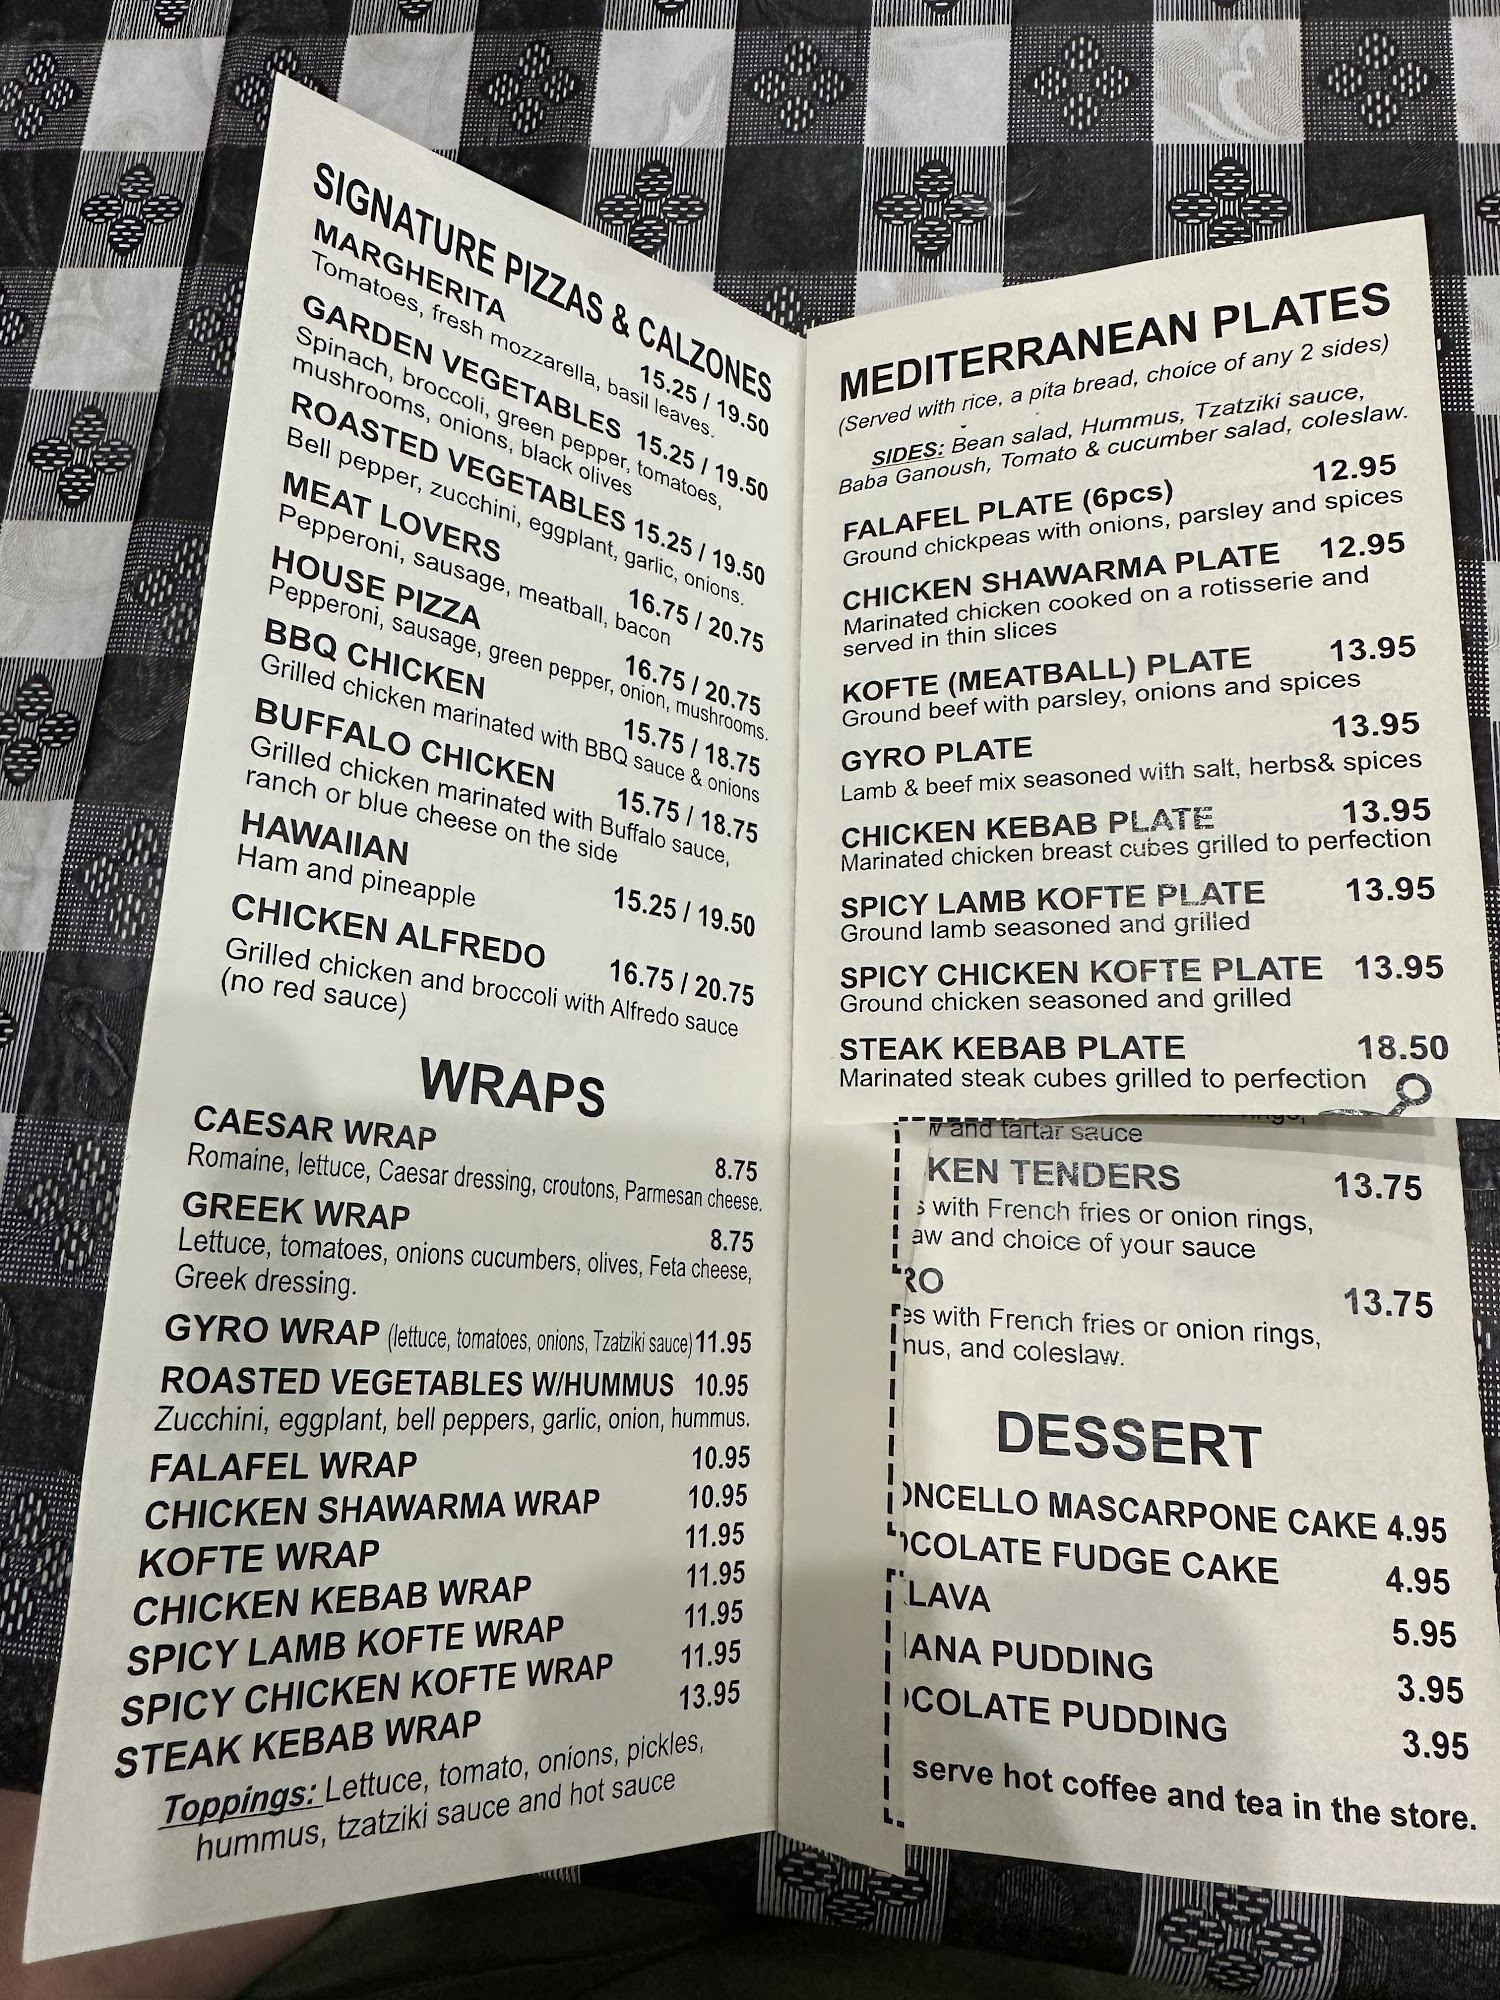 SIGNATURE PIZZAS & CALZONES
MARGHERITA 15.25 / 19.50
Tomatoes, fresh mozzarella, basil leaves.
GARDEN VEGETABLES 15.25 / 19.50
Spinach, broccoli, green pepper, tomatoes,
mushrooms, onions, black olives
ROASTED VEGETABLES 15.25 / 19.50
Bell pepper, zucchini, eggplant, garlic, onions.
MEAT LOVERS 16.75 / 20.75
Pepperoni, sausage, meatball, bacon
HOUSE PIZZA 16.75 / 20.75
Pepperoni, sausage, green pepper, onion, mushrooms.
BBQ CHICKEN 15.75 / 18.75
Grilled chicken marinated with BBQ sauce & onions
BUFFALO CHICKEN 15.75 / 18.75
Grilled chicken marinated with Buffalo sauce,
ranch or blue cheese on the side
HAWAIIAN 15.25 / 19.50
Ham and pineapple
CHICKEN ALFREDO 16.75 / 20.75
Grilled chicken and broccoli with Alfredo sauce
(no red sauce)
WRAPS
CAESAR WRAP 8.75
Romaine, lettuce, Caesar dressing, croutons, Parmesan cheese.
GREEK WRAP 8.75
Lettuce, tomatoes, onions cucumbers, olives, Feta cheese,
Greek dressing.
GYRO WRAP (lettuce, tomatoes, onions, Tzatziki sauce) 11.95
ROASTED VEGETABLES W/HUMMUS 10.95
Zucchini, eggplant, bell peppers, garlic, onion, hummus.
FALAFEL WRAP 10.95
CHICKEN SHAWARMA WRAP 10.95
KOFTE WRAP 11.95
CHICKEN KEBAB WRAP 11.95
SPICY LAMB KOFTE WRAP 11.95
SPICY CHICKEN KOFTE WRAP 11.95
STEAK KEBAB WRAP 13.95
Toppings: Lettuce, tomato, onions, pickles,
hummus, tzatziki sauce and hot sauce
MEDITERRANEAN PLATES
(Served with rice, a pita bread, choice of any 2 sides)
SIDES: Bean salad, Hummus, Tzatziki sauce,
Baba Ganoush, Tomato & cucumber salad, coleslaw.
FALAFEL PLATE (6pcs) 12.95
Ground chickpeas with onions, parsley and spices
CHICKEN SHAWARMA PLATE 12.95
Marinated chicken cooked on a rotisserie and
served in thin slices
KOFTE (MEATBALL) PLATE 13.95
Ground beef with parsley, onions and spices
GYRO PLATE 13.95
Lamb & beef mix seasoned with salt, herbs& spices
CHICKEN KEBAB PLATE 13.95
Marinated chicken breast cubes grilled to perfection
SPICY LAMB KOFTE PLATE 13.95
Ground lamb seasoned and grilled
SPICY CHICKEN KOFTE PLATE 13.95
Ground chicken seasoned and grilled
STEAK KEBAB PLATE 18.50
Marinated steak cubes grilled to perfection
and tartar sauce
KEN TENDERS 13.75
with French fries or onion rings,
aw and choice of your sauce
RO 13.75
es with French fries or onion rings,
mus, and coleslaw.
DESSERT
ONCELLO MASCARPONE CAKE 4.95
OCOLATE FUDGE CAKE 4.95
LAVA 5.95
ANA PUDDING 3.95
OCOLATE PUDDING 3.95
serve hot coffee and tea in the store.